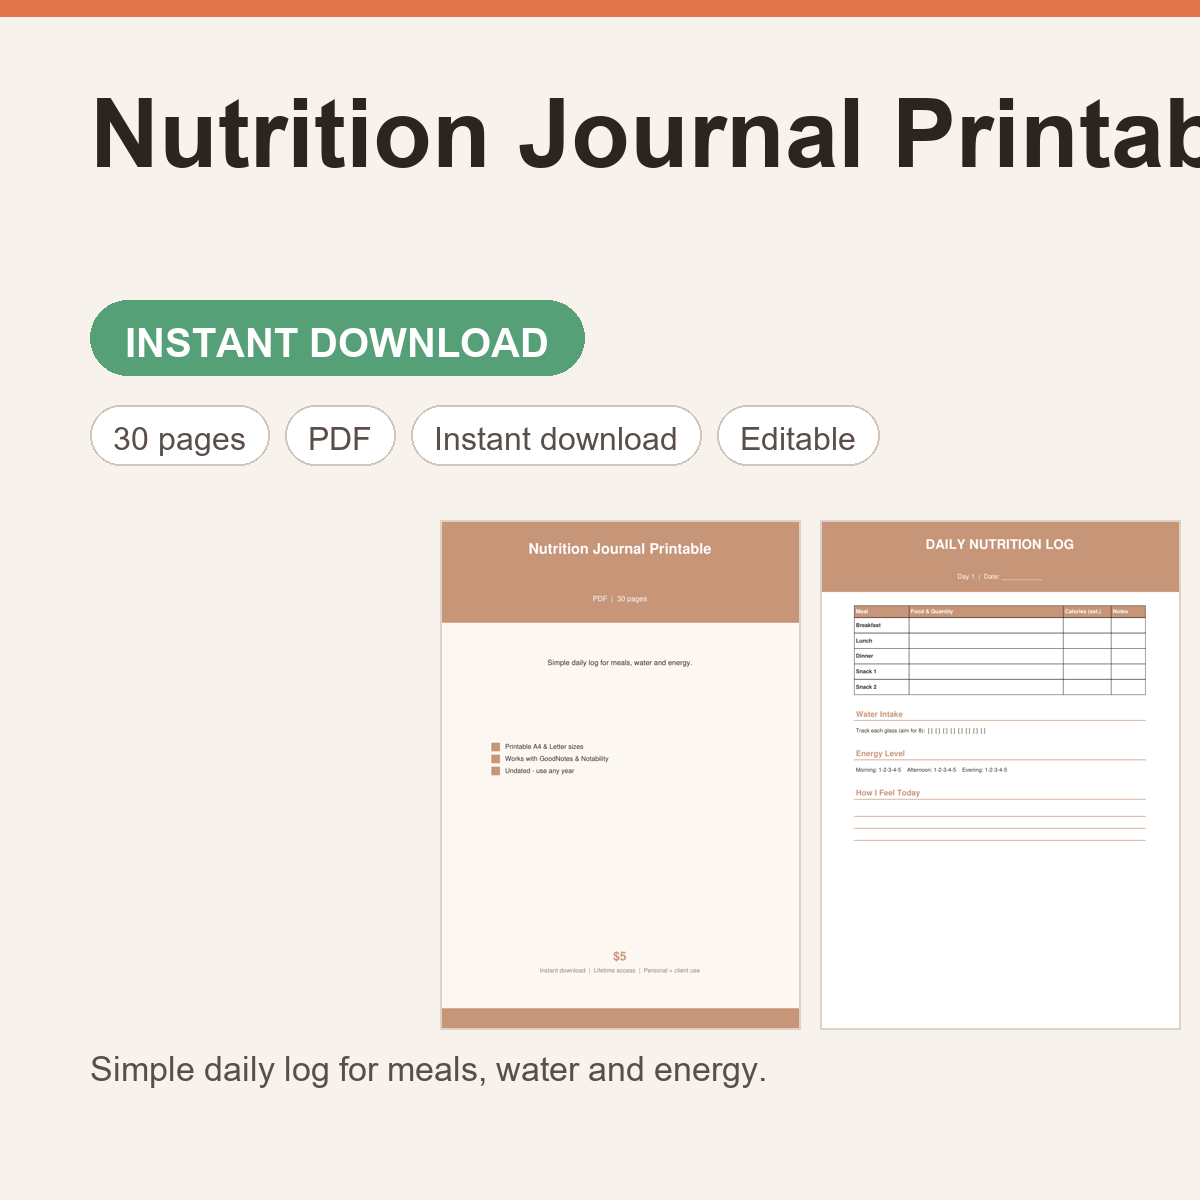 Nutrition Journal Printab
INSTANT DOWNLOAD
30 pages
PDF
Instant download
Editable
Nutrition Journal Printable
PDF | 30 pages
Simple daily log for meals, water and energy.
Printable A4 & Letter sizes
Works with GoodNotes & Notability
Undated - use any year
$5
Instant download | Lifetime access | Personal + client use
DAILY NUTRITION LOG
Day 1 | Date: ___________
Meal Food & Quantity Calories (est.) Notes
Breakfast
Lunch
Dinner
Snack 1
Snack 2
Water Intake
Track each glass (aim for 8): [ ] [ ] [ ] [ ] [ ] [ ] [ ] [ ]
Energy Level
Morning: 1-2-3-4-5 Afternoon: 1-2-3-4-5 Evening: 1-2-3-4-5
How I Feel Today
Simple daily log for meals, water and energy.